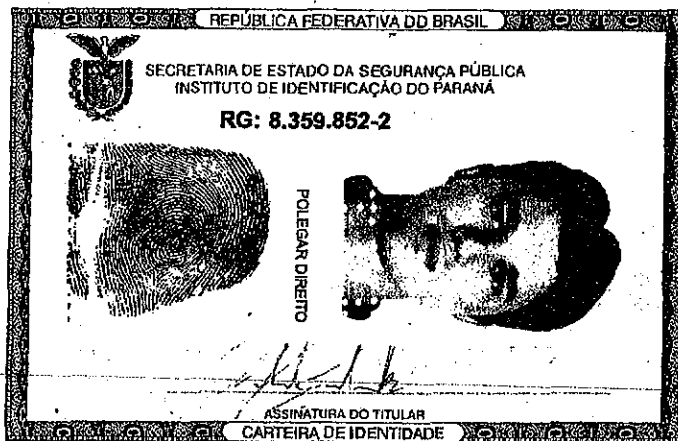 REPÚBLICA FEDERATIVA DO BRASIL
SECRETARIA DE ESTADO DA SEGURANÇA PÚBLICA
INSTITUTO DE IDENTIFICAÇÃO DO PARANÁ
RG: 8.359.852-2
POLEGAR DIREITO
ASSINATURA DO TITULAR
CARTEIRA DE IDENTIDADE